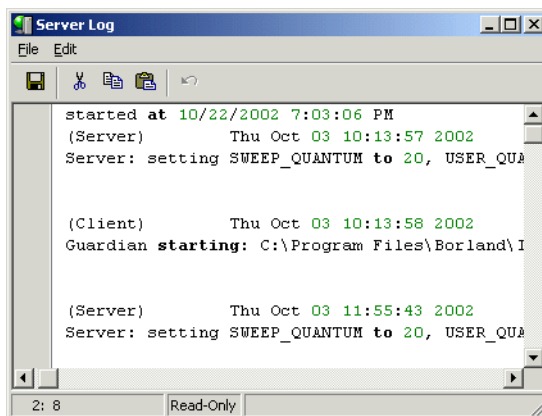 Server Log
File Edit
started at 10/22/2002 7:03:06 PM
(Server) Thu Oct 03 10:13:57 2002
Server: setting SWEEP_QUANTUM to 20, USER_QUA
(Client) Thu Oct 03 10:13:58 2002
Guardian starting: C:\Program Files\Borland\I
(Server) Thu Oct 03 11:55:43 2002
Server: setting SWEEP_QUANTUM to 20, USER_QUA
2: 8 Read-Only